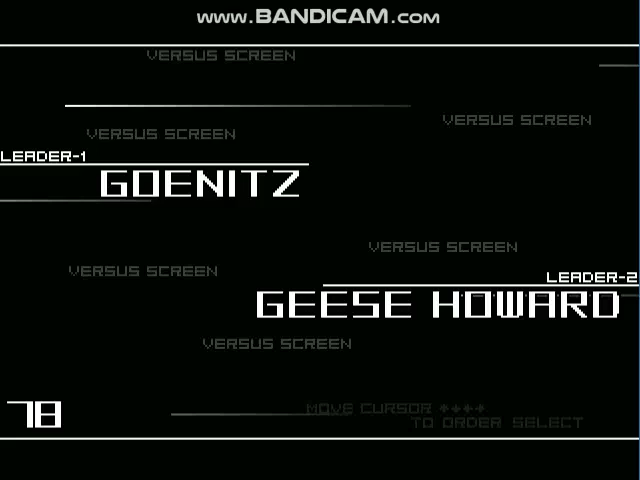 www.BANDICAM.com
VERSUS SCREEN
VERSUS SCREEN
VERSUS SCREEN
LEADER-1
GOENITZ
VERSUS SCREEN
VERSUS SCREEN
LEADER-2
GEESE HOWARD
VERSUS SCREEN
78
MOVE CURSOR ↑↓↓↑
TO ORDER SELECT